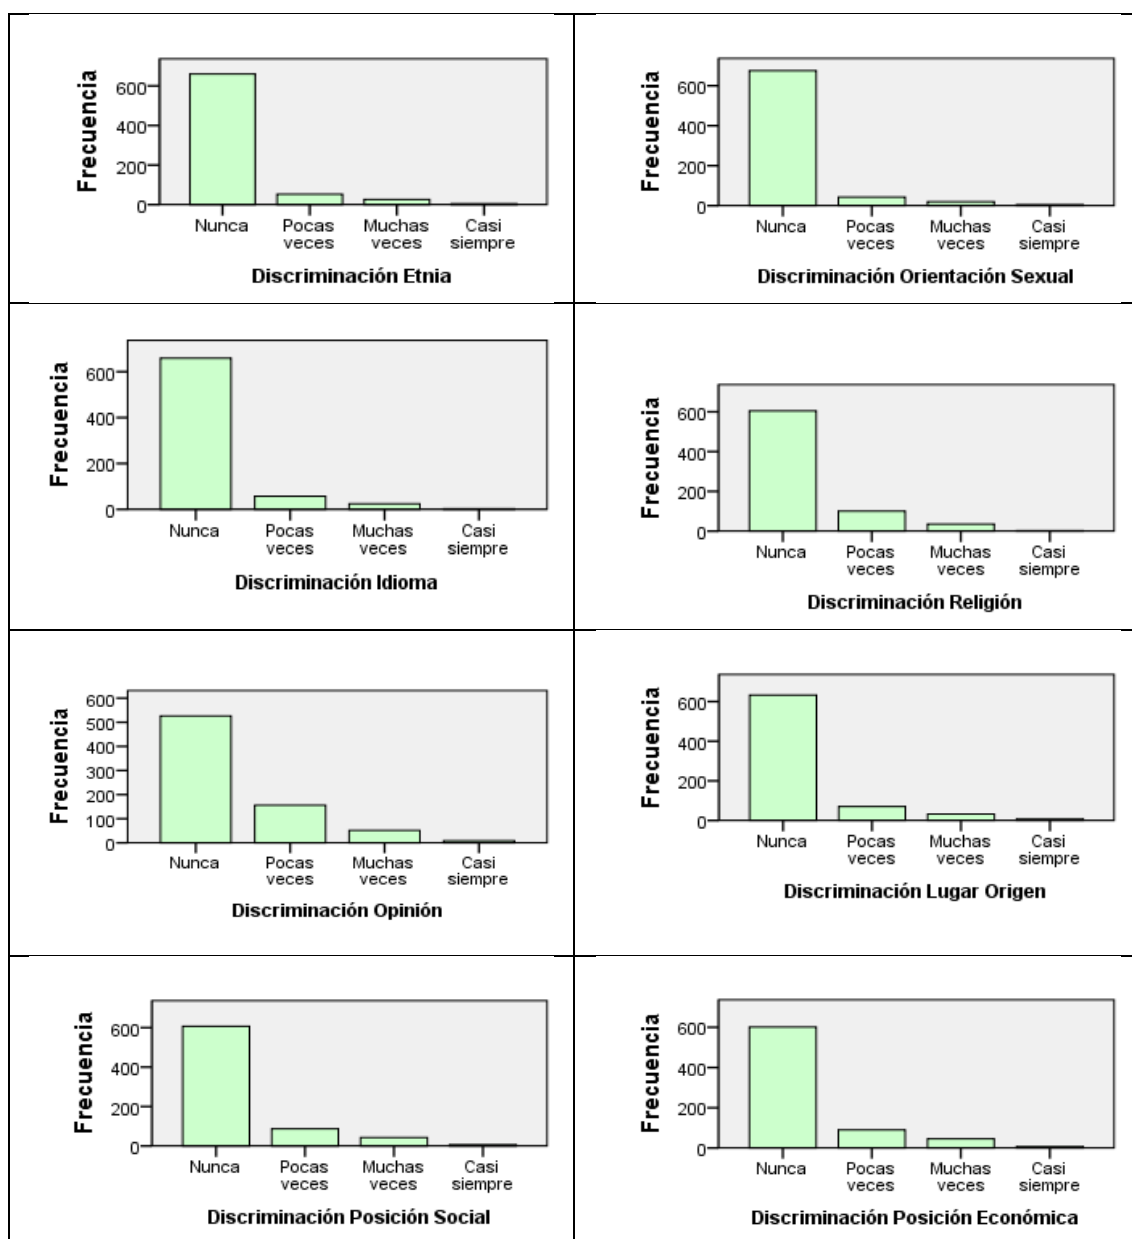 Frecuencia
600
400
200
0
Nunca
Pocas veces
Muchas veces
Casi siempre
Discriminación Etnia
Frecuencia
600
400
200
0
Nunca
Pocas veces
Muchas veces
Casi siempre
Discriminación Orientación Sexual
Frecuencia
600
400
200
0
Nunca
Pocas veces
Muchas veces
Casi siempre
Discriminación Idioma
Frecuencia
600
400
200
0
Nunca
Pocas veces
Muchas veces
Casi siempre
Discriminación Religión
Frecuencia
600
500
400
300
200
100
0
Nunca
Pocas veces
Muchas veces
Casi siempre
Discriminación Opinión
Frecuencia
600
400
200
0
Nunca
Pocas veces
Muchas veces
Casi siempre
Discriminación Lugar Origen
Frecuencia
600
400
200
0
Nunca
Pocas veces
Muchas veces
Casi siempre
Discriminación Posición Social
Frecuencia
600
400
200
0
Nunca
Pocas veces
Muchas veces
Casi siempre
Discriminación Posición Económica